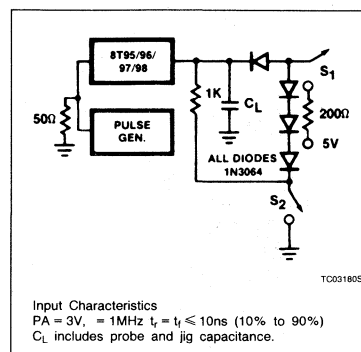 8T95/96/
97/98
S1
1K
CL
200Ω
50Ω
PULSE
GEN.
5V
ALL DIODES
1N3064
S2
TC03180S
Input Characteristics
PA = 3V, = 1MHz tr = tf ⩽ 10ns (10% to 90%)
CL includes probe and jig capacitance.